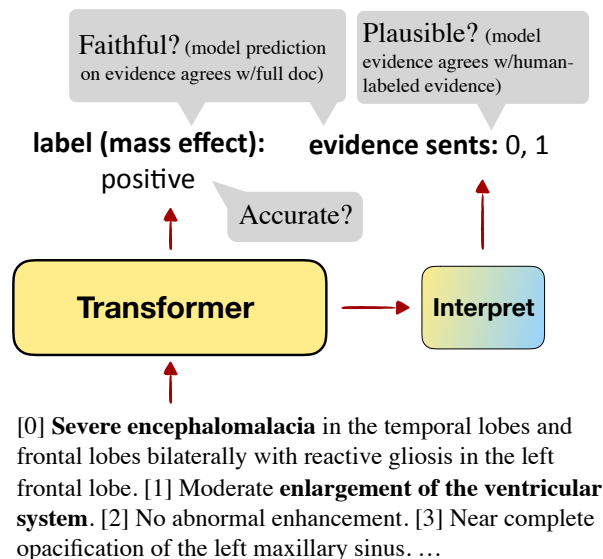 Faithful? (model prediction
on evidence agrees w/full doc)
Plausible? (model
evidence agrees w/human-
labeled evidence)
label (mass effect):
positive
evidence sents: 0, 1
Accurate?
Transformer
Interpret
[0] Severe encephalomalacia in the temporal lobes and
frontal lobes bilaterally with reactive gliosis in the left
frontal lobe. [1] Moderate enlargement of the ventricular
system. [2] No abnormal enhancement. [3] Near complete
opacification of the left maxillary sinus. …